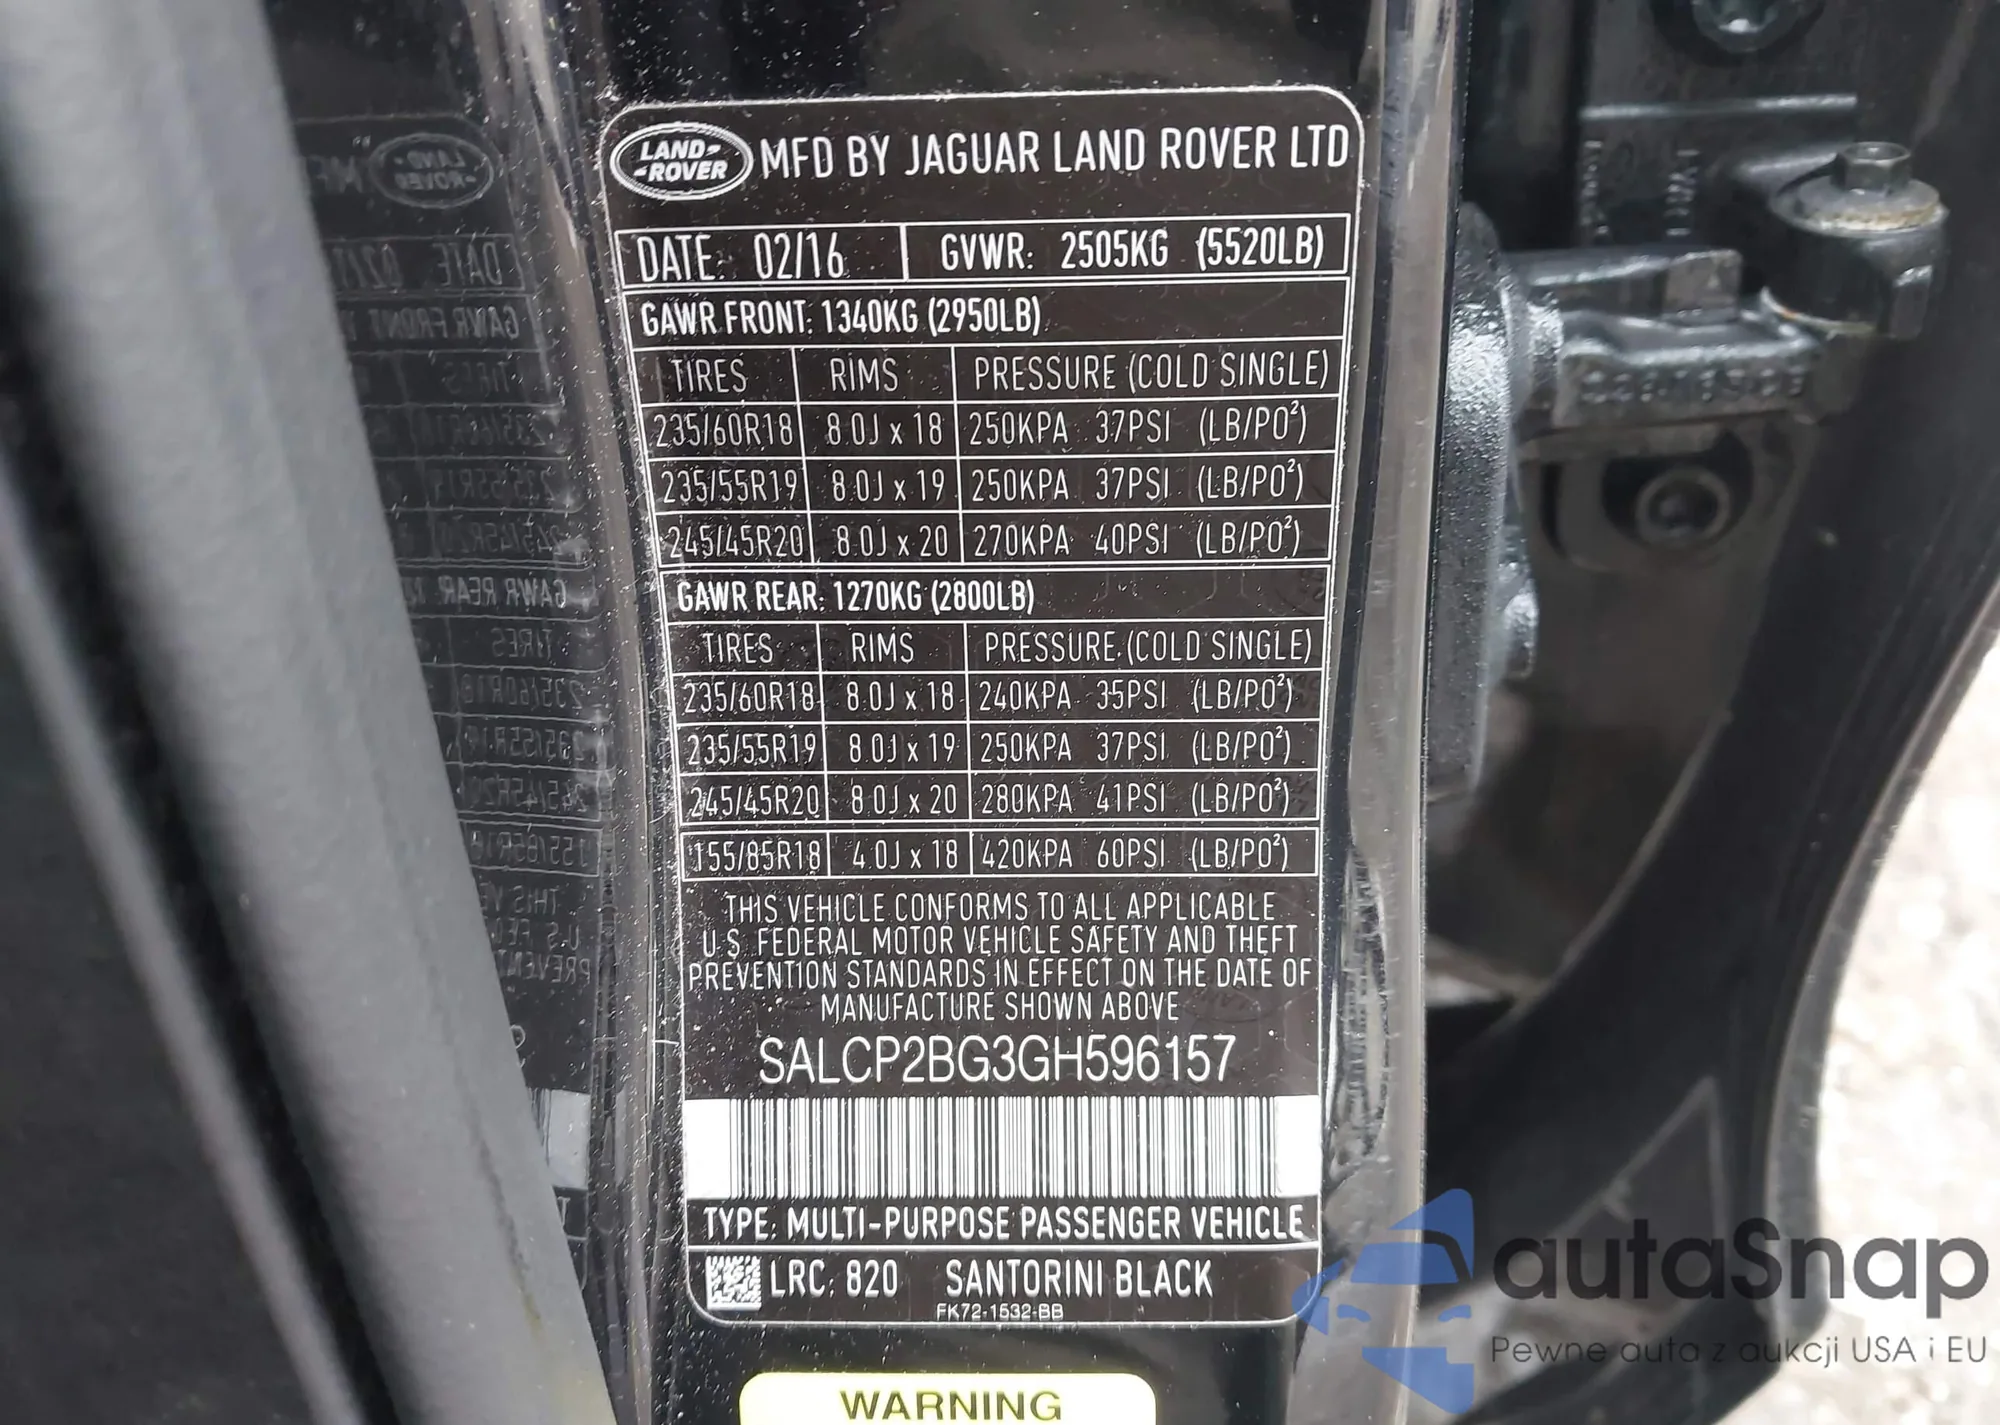 LAND-
-ROVER
MFD BY JAGUAR LAND ROVER LTD
DATE: 02/16 GVWR: 2505KG (5520LB)
GAWR FRONT: 1340KG (2950LB)
TIRES RIMS PRESSURE (COLD SINGLE)
235/60R18 8.0J x 18 250KPA 37PSI (LB/PO²)
235/55R19 8.0J x 19 250KPA 37PSI (LB/PO²)
245/45R20 8.0J x 20 270KPA 40PSI (LB/PO²)
GAWR REAR: 1270KG (2800LB)
TIRES RIMS PRESSURE (COLD SINGLE)
235/60R18 8.0J x 18 240KPA 35PSI (LB/PO²)
235/55R19 8.0J x 19 250KPA 37PSI (LB/PO²)
245/45R20 8.0J x 20 280KPA 41PSI (LB/PO²)
155/85R18 4.0J x 18 420KPA 60PSI (LB/PO²)
THIS VEHICLE CONFORMS TO ALL APPLICABLE
U.S. FEDERAL MOTOR VEHICLE SAFETY AND THEFT
PREVENTION STANDARDS IN EFFECT ON THE DATE OF
MANUFACTURE SHOWN ABOVE
SALCP2BG3GH596157
TYPE: MULTI-PURPOSE PASSENGER VEHICLE
LRC: 820 SANTORINI BLACK
FK72-1532-BB
WARNING
autaSnap
Pewne auta z aukcji USA i EU